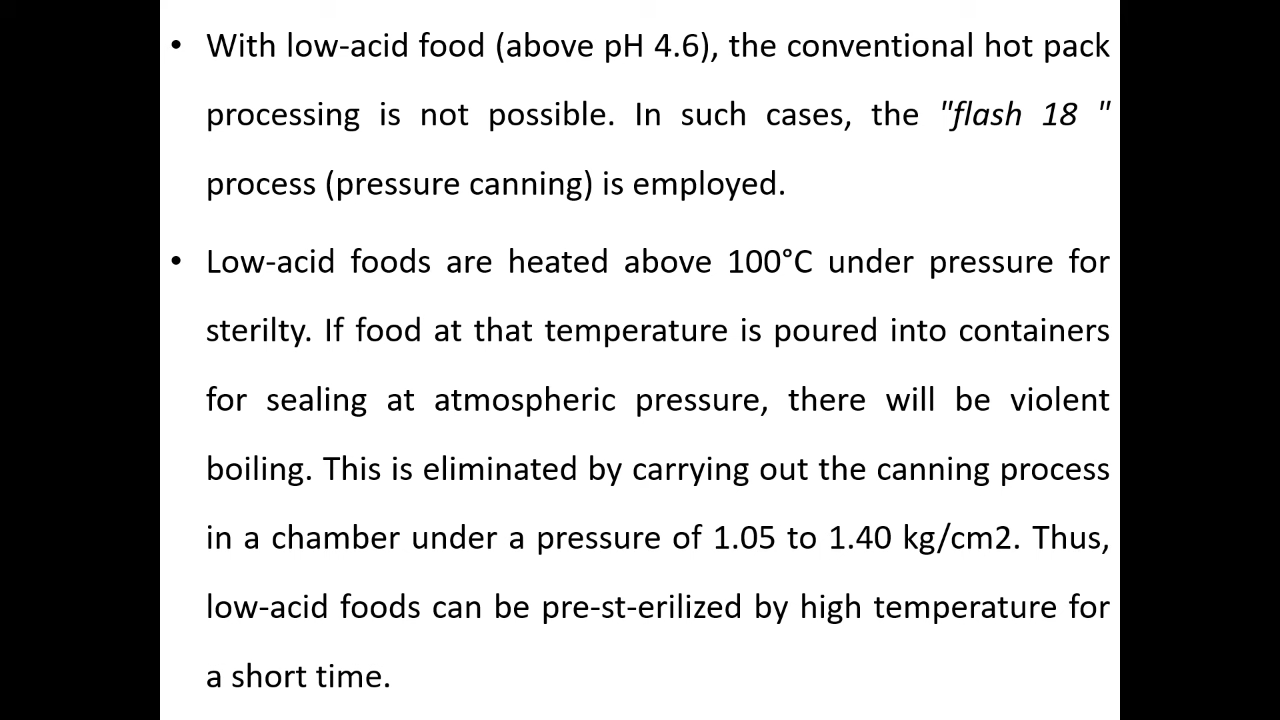 • With low-acid food (above pH 4.6), the conventional hot pack
processing is not possible. In such cases, the "flash 18 "
process (pressure canning) is employed.
• Low-acid foods are heated above 100°C under pressure for
sterilty. If food at that temperature is poured into containers
for sealing at atmospheric pressure, there will be violent
boiling. This is eliminated by carrying out the canning process
in a chamber under a pressure of 1.05 to 1.40 kg/cm2. Thus,
low-acid foods can be pre-st-erilized by high temperature for
a short time.